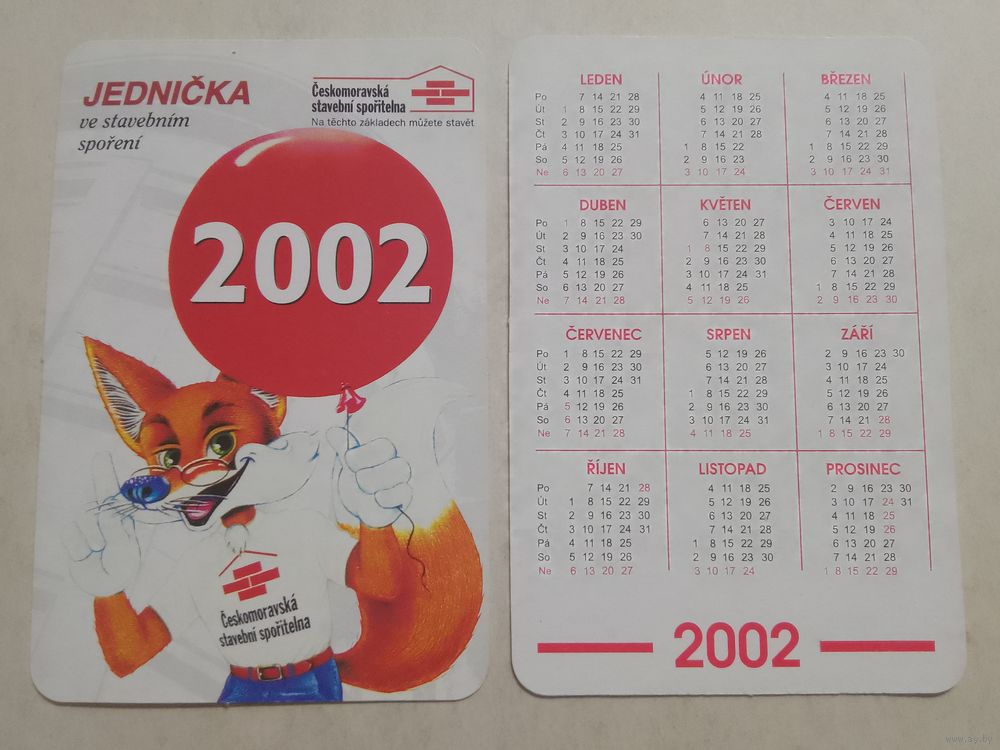 JEDNIČKA
ve stavebním
spoření
Českomoravská
stavební spořitelna
Na těchto základech můžete stavět
2002
Českomoravská
stavební spořitelna
LEDEN ÚNOR BŘEZEN
Po 7 14 21 28 4 11 18 25 4 11 18 25
Út 1 8 15 22 29 5 12 19 26 5 12 19 26
St 2 9 16 23 30 6 13 20 27 6 13 20 27
Čt 3 10 17 24 31 7 14 21 28 7 14 21 28
Pá 4 11 18 25 1 8 15 22 1 8 15 22 29
So 5 12 19 26 2 9 16 23 2 9 16 23 30
Ne 6 13 20 27 3 10 17 24 3 10 17 24 31
DUBEN KVĚTEN ČERVEN
Po 1 8 15 22 29 6 13 20 27 3 10 17 24
Út 2 9 16 23 30 7 14 21 28 4 11 18 25
St 3 10 17 24 1 8 15 22 29 5 12 19 26
Čt 4 11 18 25 2 9 16 23 30 6 13 20 27
Pá 5 12 19 26 3 10 17 24 31 7 14 21 28
So 6 13 20 27 4 11 18 25 1 8 15 22 29
Ne 7 14 21 28 5 12 19 26 2 9 16 23 30
ČERVENEC SRPEN ZÁŘÍ
Po 1 8 15 22 29 5 12 19 26 2 9 16 23 30
Út 2 9 16 23 30 6 13 20 27 3 10 17 24
St 3 10 17 24 31 7 14 21 28 4 11 18 25
Čt 4 11 18 25 1 8 15 22 29 5 12 19 26
Pá 5 12 19 26 2 9 16 23 30 6 13 20 27
So 6 13 20 27 3 10 17 24 31 7 14 21 28
Ne 7 14 21 28 4 11 18 25 1 8 15 22 29
ŘÍJEN LISTOPAD PROSINEC
Po 7 14 21 28 4 11 18 25 2 9 16 23 30
Út 1 8 15 22 29 5 12 19 26 3 10 17 24 31
St 2 9 16 23 30 6 13 20 27 4 11 18 25
Čt 3 10 17 24 31 7 14 21 28 5 12 19 26
Pá 4 11 18 25 1 8 15 22 29 6 13 20 27
So 5 12 19 26 2 9 16 23 30 7 14 21 28
Ne 6 13 20 27 3 10 17 24 1 8 15 22 29
2002
www.ay.by